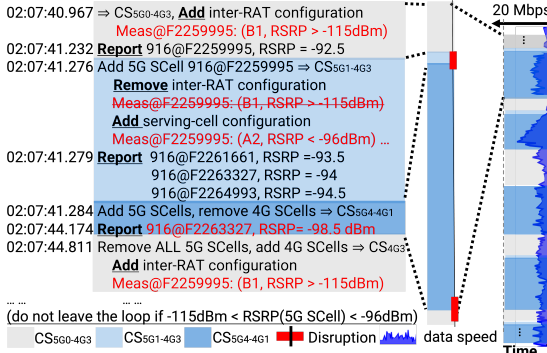 02:07:40.967 ⇒ CS5G0-4G3, Add inter-RAT configuration
Meas@F2259995: (B1, RSRP > -115dBm)
02:07:41.232 Report 916@F2259995, RSRP = -92.5
02:07:41.276 Add 5G SCell 916@F2259995 ⇒ CS5G1-4G3
Remove inter-RAT configuration
Meas@F2259995: (B1, RSRP > -115dBm)
Add serving-cell configuration
Meas@F2259995: (A2, RSRP < -96dBm) ...
02:07:41.279 Report 916@F2261661, RSRP =-93.5
916@F2263327, RSRP = -94
916@F2264993, RSRP =-94.5
02:07:41.284 Add 5G SCells, remove 4G SCells ⇒ CS5G4-4G1
02:07:44.174 Report 916@F2263327, RSRP= -98.5 dBm
02:07:44.811 Remove ALL 5G SCells, add 4G SCells ⇒ CS4G3
Add inter-RAT configuration
Meas@F2259995: (B1, RSRP > -115dBm)
... ... ... ...
(do not leave the loop if -115dBm < RSRP(5G SCell) < -96dBm)
CS5G0-4G3 CS5G1-4G3 CS5G4-4G1 Disruption data speed
20 Mbps
...
...
Time